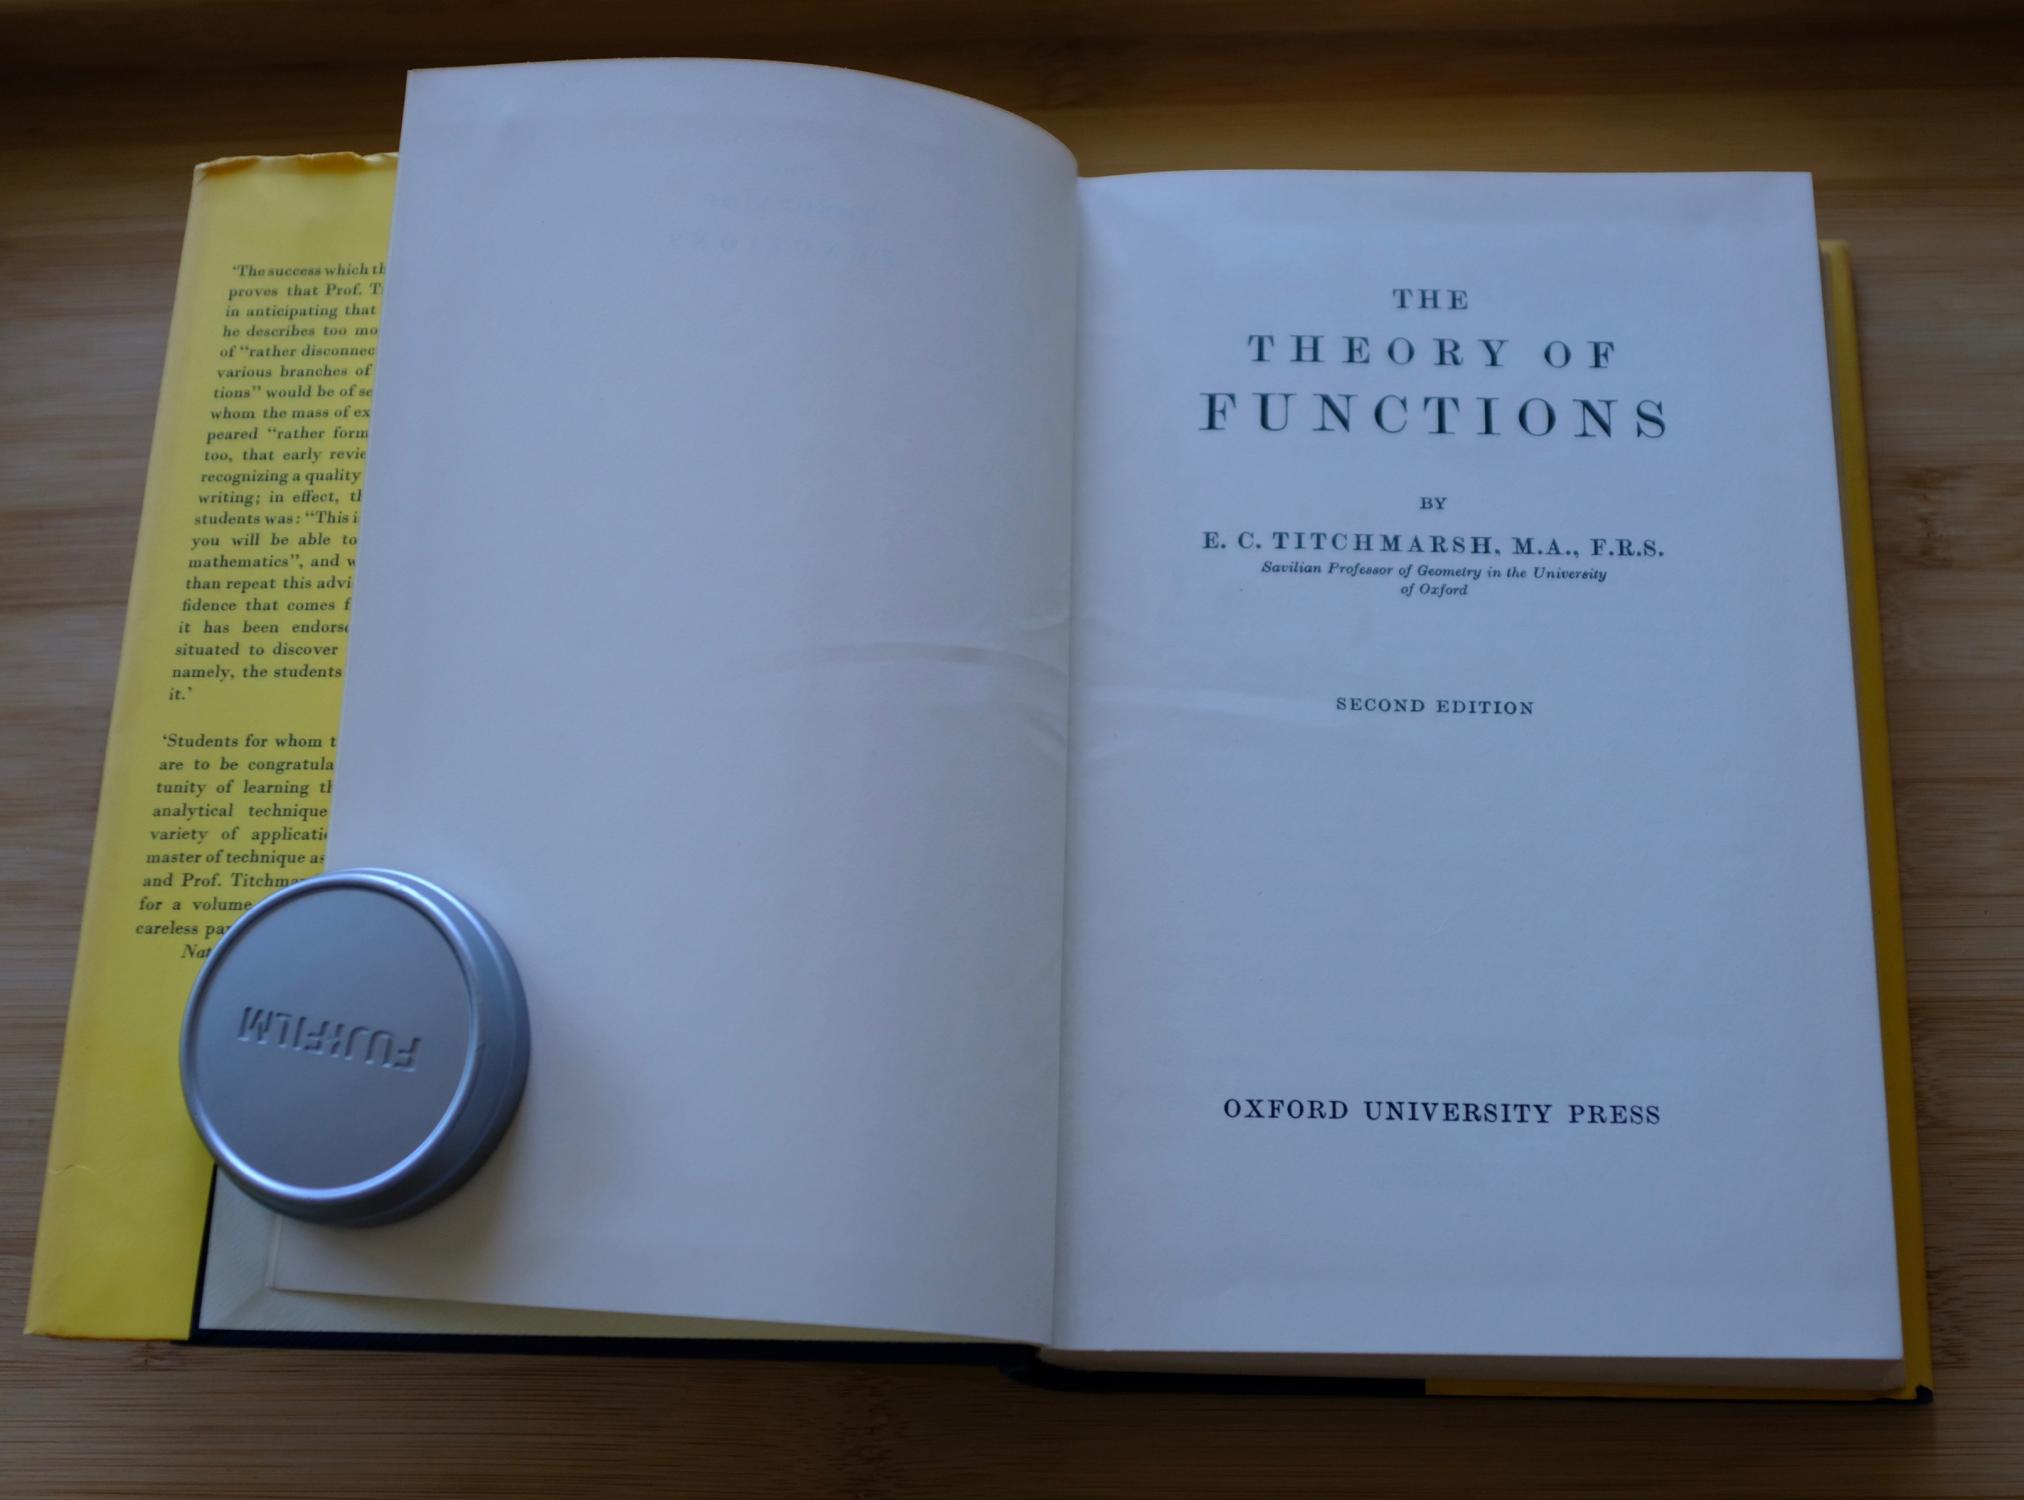 ‘The success which
proves that Prof.
in anticipating that
he describes too
of “rather
various branches of
tions” would be of
whom the mass of
peared “rather
too, that early
recognizing a quality
writing; in effect,
students was: “This
you will be able to
mathematics”, and
than repeat this
fidence that comes
it has been
situated to discover
namely, the students
it.’
‘Students for whom
are to be
tunity of learning
analytical technique
variety of
master of technique as
and Prof.
for a volume
careless
FUJIFILM
THE
THEORY OF
FUNCTIONS
BY
E. C. TITCHMARSH, M.A., F.R.S.
Savilian Professor of Geometry in the University
of Oxford
SECOND EDITION
OXFORD UNIVERSITY PRESS